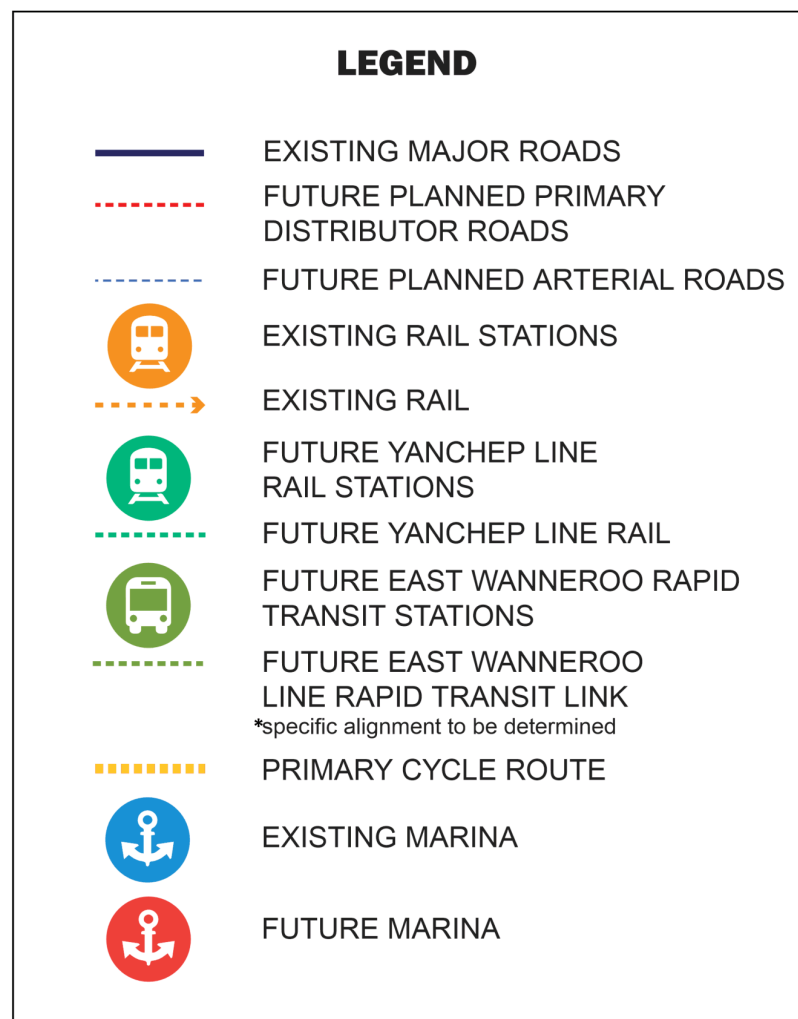 LEGEND
EXISTING MAJOR ROADS
FUTURE PLANNED PRIMARY
DISTRIBUTOR ROADS
FUTURE PLANNED ARTERIAL ROADS
EXISTING RAIL STATIONS
EXISTING RAIL
FUTURE YANCHEP LINE
RAIL STATIONS
FUTURE YANCHEP LINE RAIL
FUTURE EAST WANNEROO RAPID
TRANSIT STATIONS
FUTURE EAST WANNEROO
LINE RAPID TRANSIT LINK
*specific alignment to be determined
PRIMARY CYCLE ROUTE
EXISTING MARINA
FUTURE MARINA